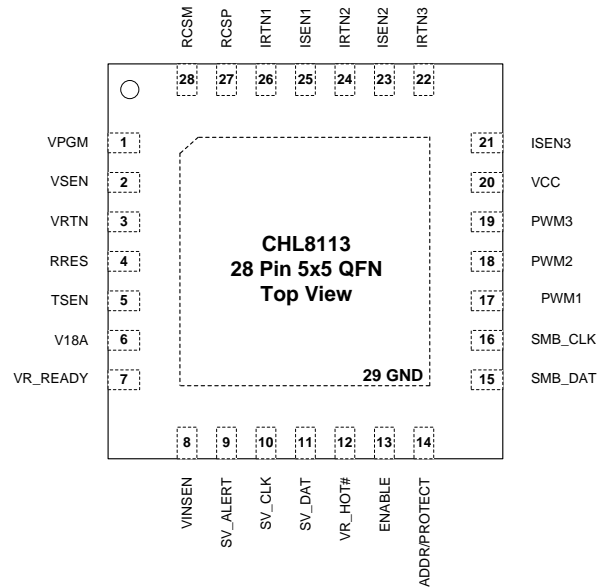 RCSM
RCSP
IRTN1
ISEN1
IRTN2
ISEN2
IRTN3
28
27
26
25
24
23
22
VPGM 1
VSEN 2
VRTN 3
RRES 4
TSEN 5
V18A 6
VR_READY 7
CHL8113
28 Pin 5x5 QFN
Top View
29 GND
21 ISEN3
20 VCC
19 PWM3
18 PWM2
17 PWM1
16 SMB_CLK
15 SMB_DAT
8
9
10
11
12
13
14
VINSEN
SV_ALERT
SV_CLK
SV_DAT
VR_HOT#
ENABLE
ADDR/PROTECT